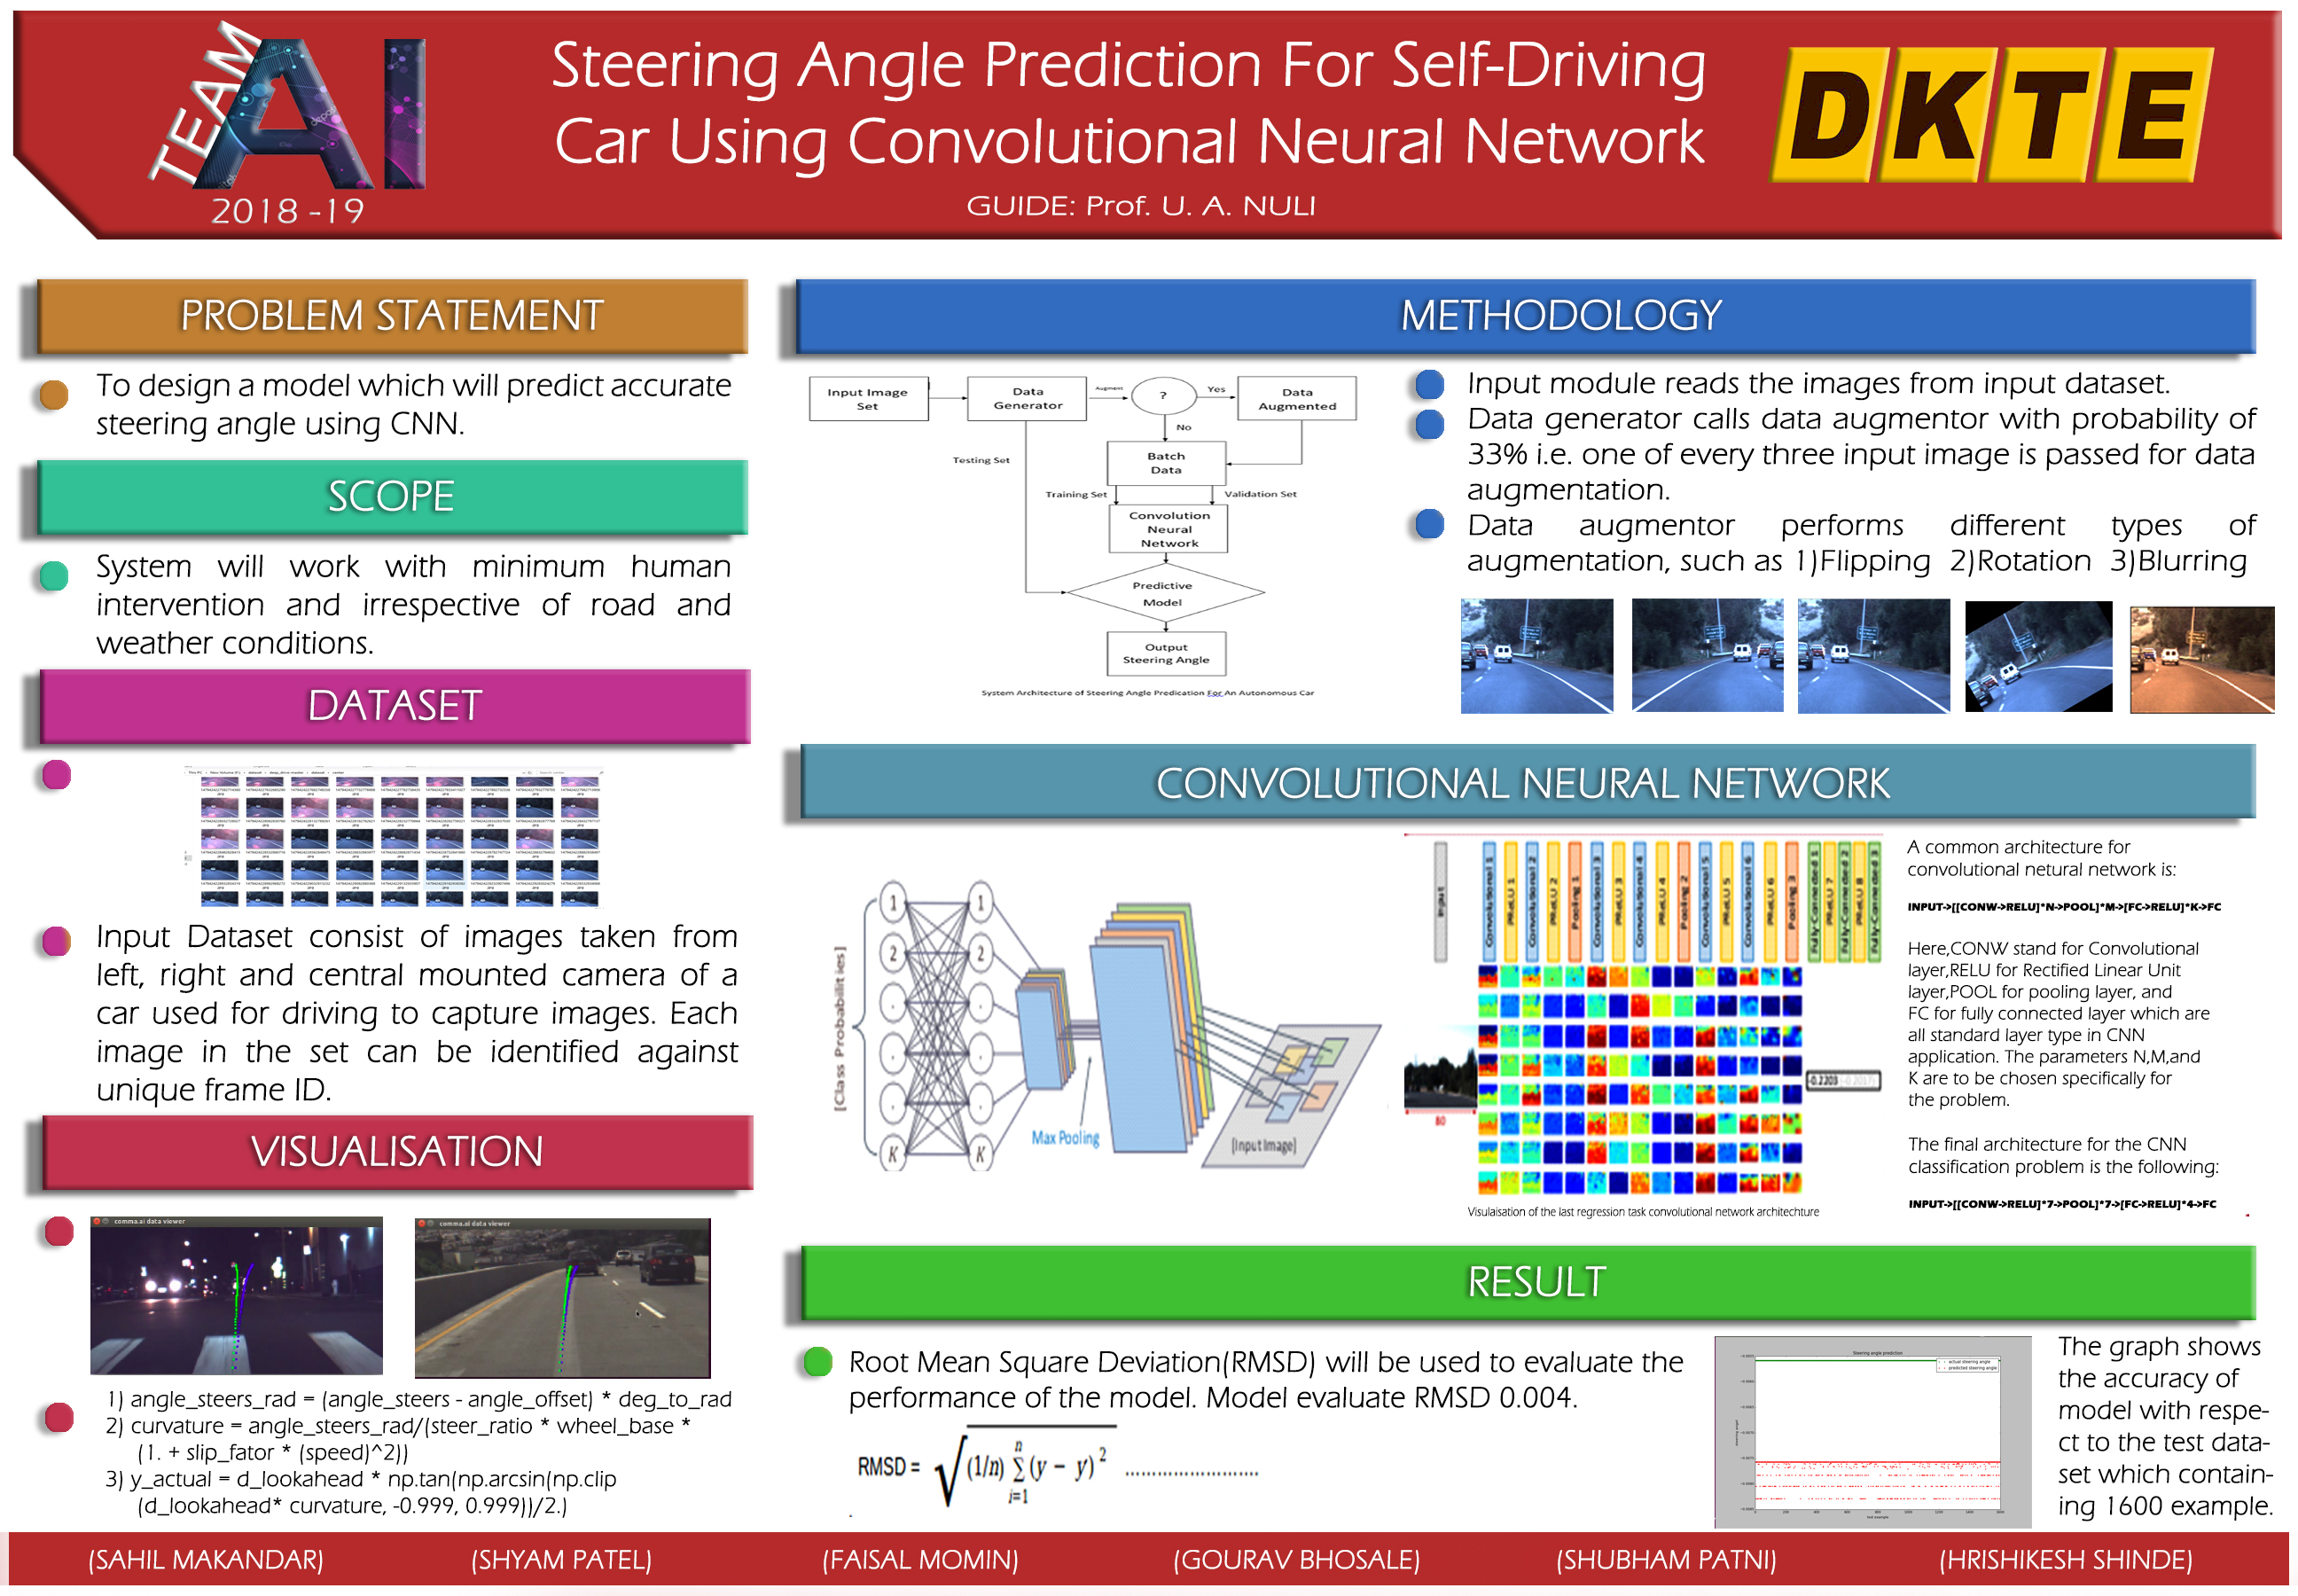 TEAM
AI
2018 -19
Steering Angle Prediction For Self-Driving
Car Using Convolutional Neural Network
GUIDE: Prof. U. A. NULI
DKTE
PROBLEM STATEMENT
To design a model which will predict accurate
steering angle using CNN.
SCOPE
System will work with minimum human
intervention and irrespective of road and
weather conditions.
DATASET
Input Dataset consist of images taken from
left, right and central mounted camera of a
car used for driving to capture images. Each
image in the set can be identified against
unique frame ID.
VISUALISATION
comma.ai data viewer
comma.ai data viewer
1) angle_steers_rad = (angle_steers - angle_offset) * deg_to_rad
2) curvature = angle_steers_rad/(steer_ratio * wheel_base *
(1. + slip_fator * (speed)^2))
3) y_actual = d_lookahead * np.tan(np.arcsin(np.clip
(d_lookahead* curvature, -0.999, 0.999))/2.)
METHODOLOGY
Input Image
Set
Data
Generator
Augment
?
Yes
Data
Augmented
No
Testing Set
Batch
Data
Training Set
Validation Set
Convolution
Neural
Network
Predictive
Model
Output
Steering Angle
System Architecture of Steering Angle Predication For An Autonomous Car
Input module reads the images from input dataset.
Data generator calls data augmentor with probability of
33% i.e. one of every three input image is passed for data
augmentation.
Data augmentor performs different types of
augmentation, such as 1)Flipping 2)Rotation 3)Blurring
CONVOLUTIONAL NEURAL NETWORK
[Class Probabilities]
1
2
.
.
.
K
1
2
.
.
.
K
Max Pooling
[Input Image]
Input
Convolutional 1
PReLU 1
Convolutional 2
PReLU 2
Pooling 1
Convolutional 3
PReLU 3
Convolutional 4
PReLU 4
Pooling 2
Convolutional 5
PReLU 5
Convolutional 6
PReLU 6
Pooling 3
Fully-Connected 1
PReLU 7
Fully-Connected 2
PReLU 8
Fully-Connected 3
80
-0.2203
Visulaisation of the last regression task convolutional network architechture
A common architecture for
convolutional netural network is:
INPUT->[[CONW->RELU]*N->POOL]*M->[FC->RELU]*K->FC
Here,CONW stand for Convolutional
layer,RELU for Rectified Linear Unit
layer,POOL for pooling layer, and
FC for fully connected layer which are
all standard layer type in CNN
application. The parameters N,M,and
K are to be chosen specifically for
the problem.
The final architecture for the CNN
classification problem is the following:
INPUT->[[CONW->RELU]*7->POOL]*7->[FC->RELU]*4->FC
RESULT
Root Mean Square Deviation(RMSD) will be used to evaluate the
performance of the model. Model evaluate RMSD 0.004.
RMSD = √(1/n) n Σ i=1 (y − y) 2 ........................
Steering angle prediction
actual steering angle
predicted steering angle
test example
The graph shows
the accuracy of
model with respe-
ct to the test data-
set which contain-
ing 1600 example.
(SAHIL MAKANDAR)
(SHYAM PATEL)
(FAISAL MOMIN)
(GOURAV BHOSALE)
(SHUBHAM PATNI)
(HRISHIKESH SHINDE)